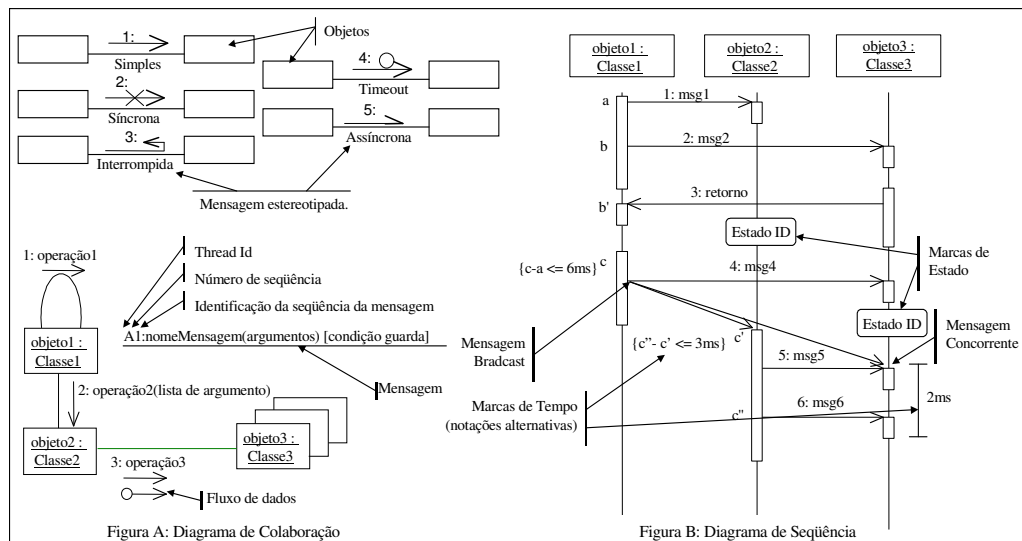 1:
Simples
2:
Síncrona
3:
Interrompida
Objetos
4:
Timeout
5:
Assíncrona
Mensagem estereotipada.
1: operação1
Thread Id
Número de seqüência
Identificação da seqüência da mensagem
A1:nomeMensagem(argumentos) [condição guarda]
Mensagem
objeto1 :
Classe1
2: operação2(lista de argumento)
objeto2 :
Classe2
objeto3 :
Classe3
3: operação3
Fluxo de dados
Figura A: Diagrama de Colaboração
objeto1 :
Classe1
objeto2 :
Classe2
objeto3 :
Classe3
a
1: msg1
b
2: msg2
3: retorno
b'
Estado ID
Marcas de
Estado
{c-a <= 6ms}
c
4: msg4
Estado ID
Mensagem
Concorrente
Mensagem
Bradcast
c'
{c''- c' <= 3ms}
5: msg5
2ms
Marcas de Tempo
(notações alternativas)
c''
6: msg6
Figura B: Diagrama de Seqüência